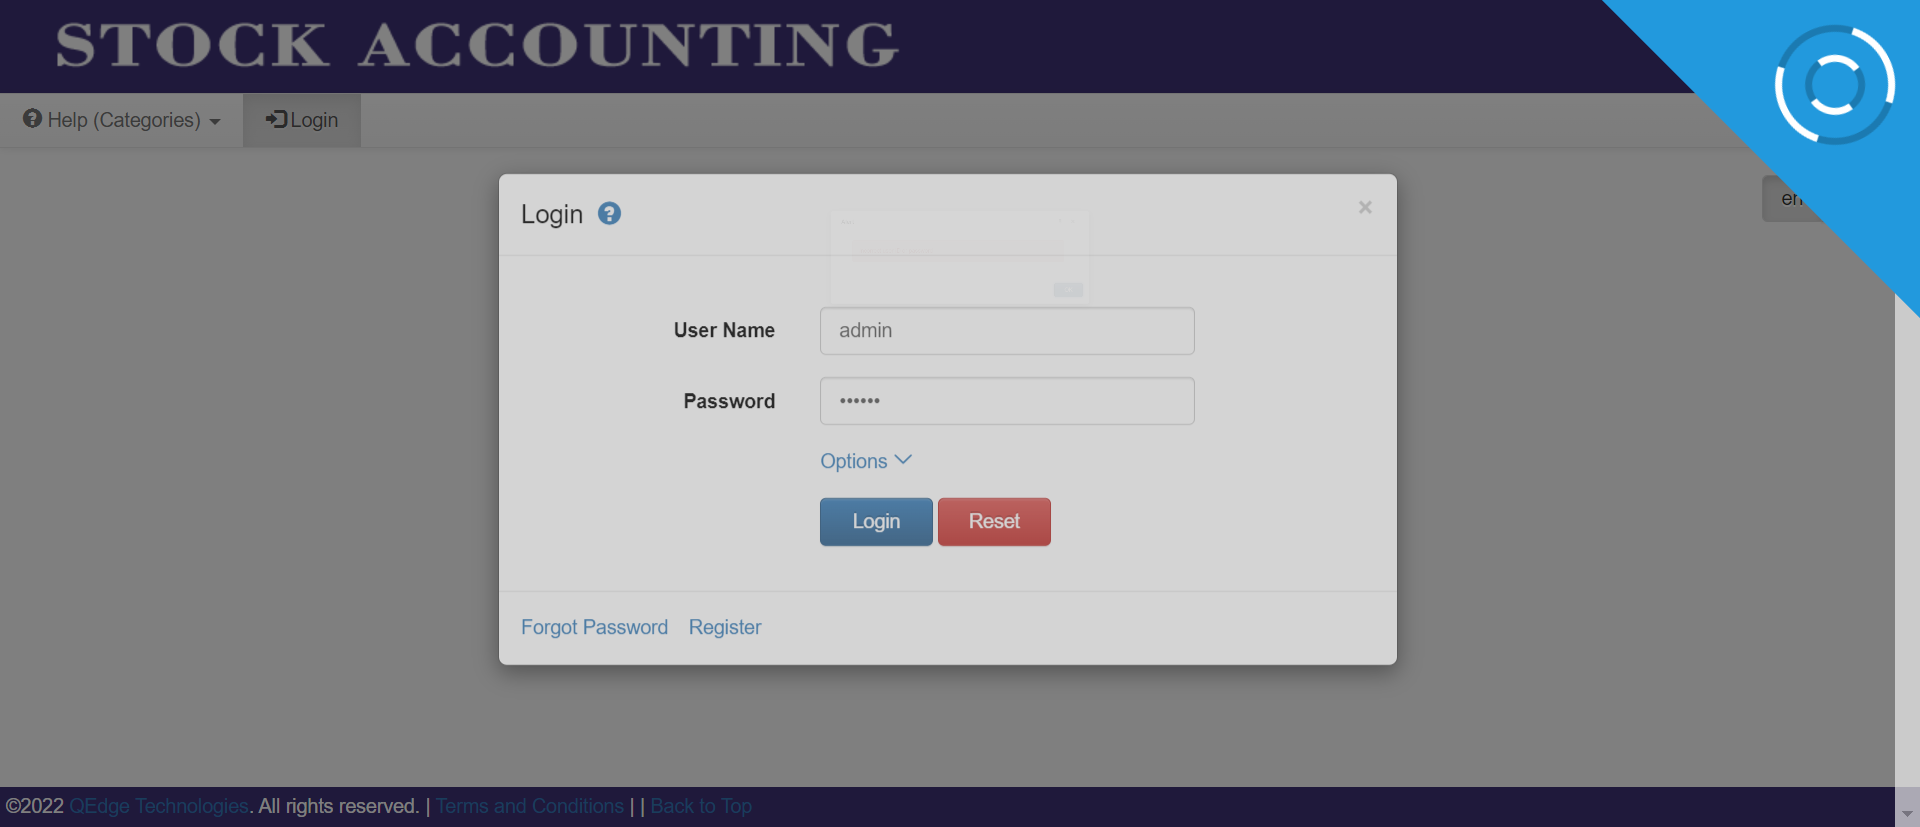 STOCK ACCOUNTING
Help (Categories)
Login
Login
×
en
User Name
admin
Password
••••••
Options
Login
Reset
Forgot Password
Register
©2022 QEdge Technologies. All rights reserved. | Terms and Conditions | | Back to Top